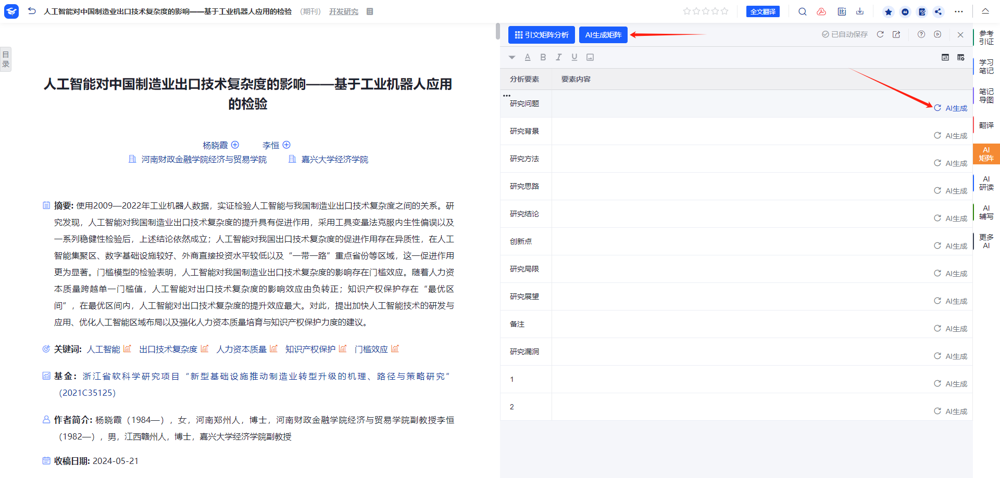 人工智能对中国制造业出口技术复杂度的影响——基于工业机器人应用的检验 （期刊） 开发研究
全文翻译
目录
引文矩阵分析 AI生成矩阵 已自动保存
A B I U
分析要素 要素内容
研究问题 AI生成
研究背景 AI生成
研究方法 AI生成
研究思路 AI生成
研究结论 AI生成
创新点 AI生成
研究局限 AI生成
研究展望 AI生成
备注 AI生成
研究漏洞 AI生成
1 AI生成
2 AI生成
参考
引证
学习
笔记
笔记
导图
翻译
AI
矩阵
AI
研读
AI
辅写
更多
AI
人工智能对中国制造业出口技术复杂度的影响——基于工业机器人应用
的检验
杨晓霞 李恒
河南财政金融学院经济与贸易学院 嘉兴大学经济学院
摘要: 使用2009—2022年工业机器人数据，实证检验人工智能与我国制造业出口技术复杂度之间的关系。研
究发现，人工智能对我国制造业出口技术复杂度的提升具有促进作用，采用工具变量法克服内生性偏误以及
一系列稳健性检验后，上述结论依然成立；人工智能对我国出口技术复杂度的促进作用存在异质性，在人工
智能集聚区、数字基础设施较好、外商直接投资水平较低以及“一带一路”重点省份等区域，这一促进作用
更为显著。门槛模型的检验表明，人工智能对我国制造业出口技术复杂度的影响存在门槛效应。随着人力资
本质量跨越单一门槛值，人工智能对出口技术复杂度的影响效应由负转正；知识产权保护存在“最优区
间”，在最优区间内，人工智能对出口技术复杂度的提升效应最大。对此，提出加快人工智能技术的研发与
应用、优化人工智能区域布局以及强化人力资本质量培育与知识产权保护力度的建议。
关键词: 人工智能 出口技术复杂度 人力资本质量 知识产权保护 门槛效应
基金: 浙江省软科学研究项目“新型基础设施推动制造业转型升级的机理、路径与策略研究”
（2021C35125）
作者简介: 杨晓霞（1984—），女，河南郑州人，博士，河南财政金融学院经济与贸易学院副教授李恒
（1982—），男，江西赣州人，博士，嘉兴大学经济学院副教授
收稿日期: 2024-05-21